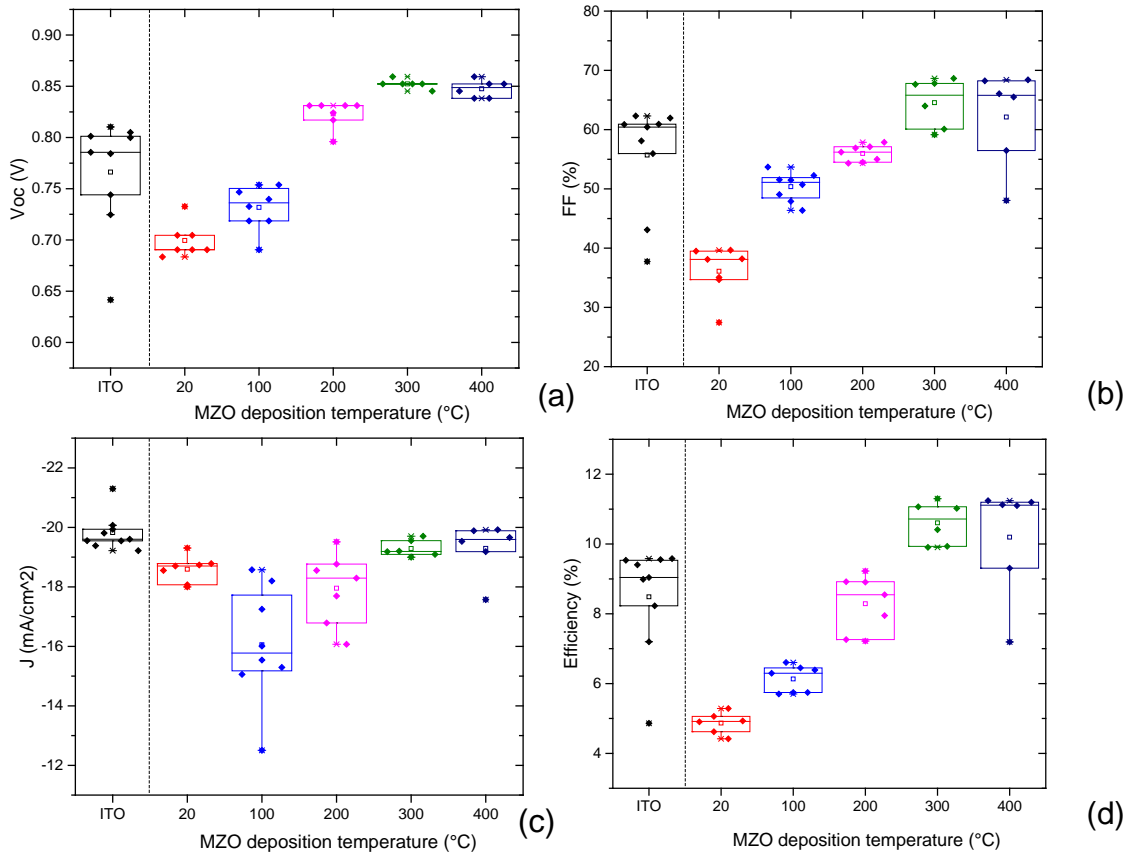 0.90
0.85
0.80
0.75
0.70
0.65
0.60
Voc (V)
ITO 20 100 200 300 400
MZO deposition temperature (°C)
(a)
80
70
60
50
40
30
20
FF (%)
ITO 20 100 200 300 400
MZO deposition temperature (°C)
(b)
-22
-20
-18
-16
-14
-12
J (mA/cm^2)
ITO 20 100 200 300 400
MZO deposition temperature (°C)
(c)
12
10
8
6
4
Efficiency (%)
ITO 20 100 200 300 400
MZO deposition temperature (°C)
(d)